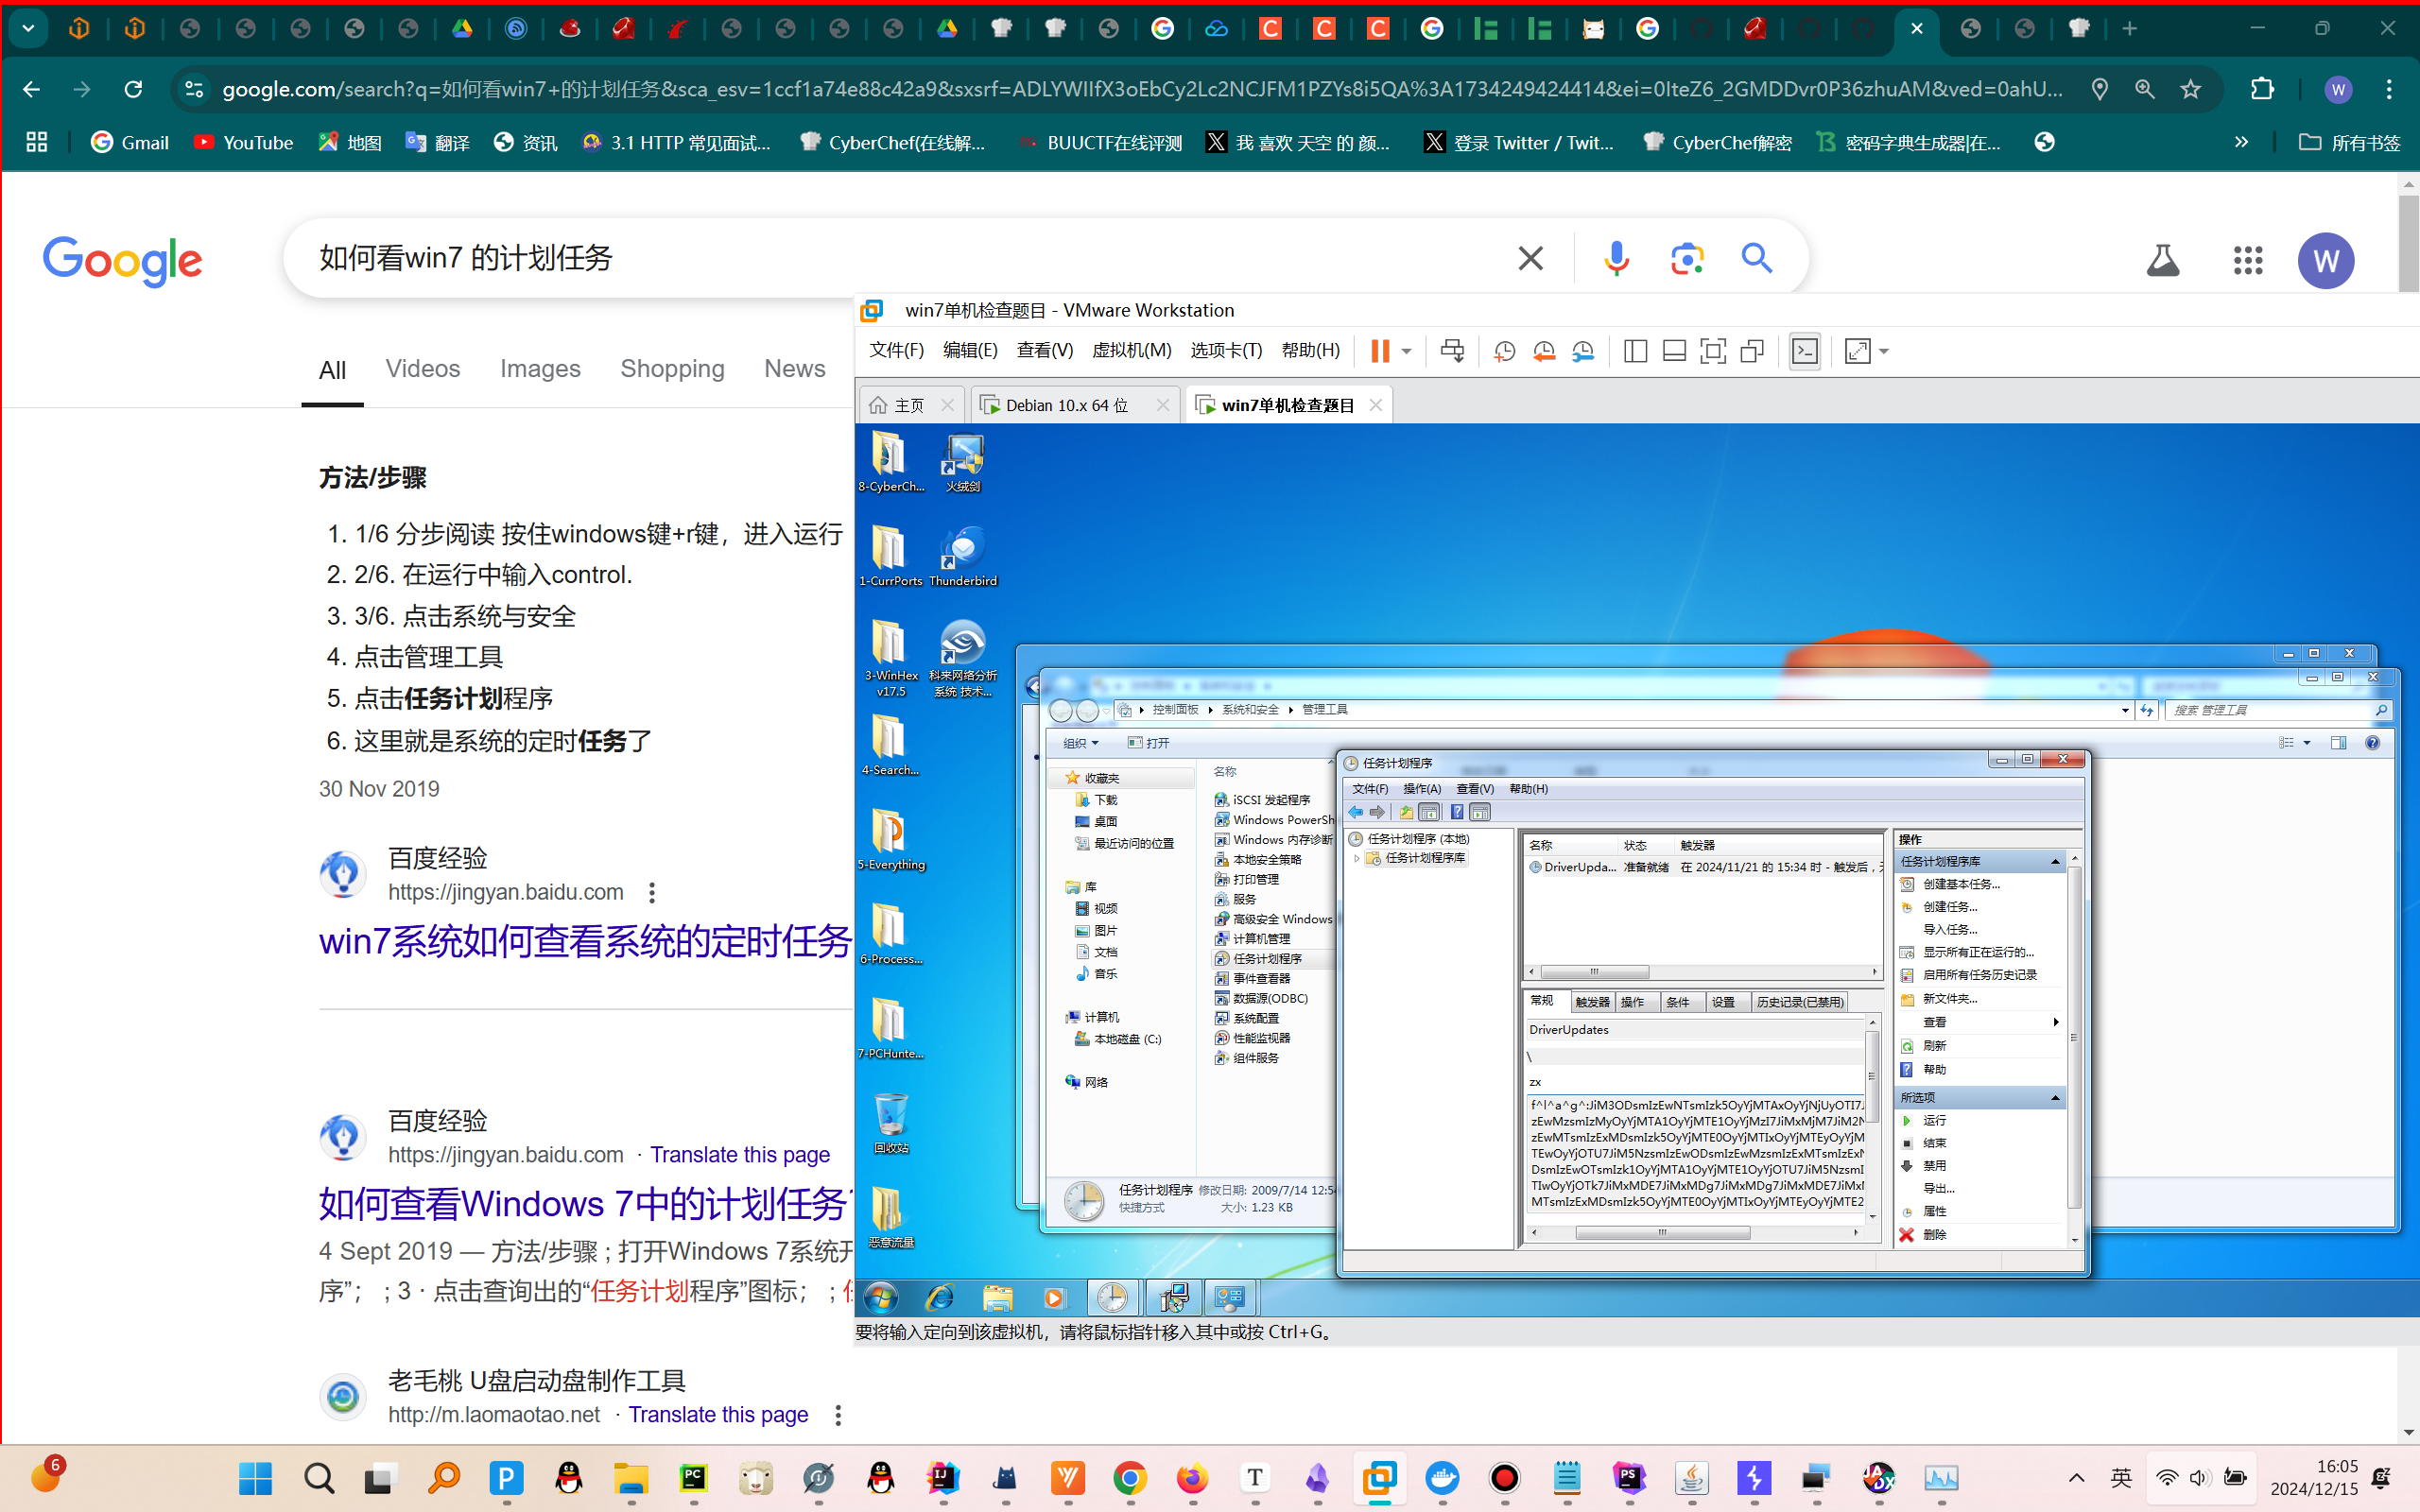 google.com/search?q=如何看win7+的计划任务&sca_esv=1ccf1a74e88c42a9&sxsrf=ADLYWIIfX3oEbCy2Lc2NCJFM1PZYs8i5QA%3A1734249424414&ei=0IteZ6_2GMDDvr0P36zhuAM&ved=0ahU...
W
Gmail YouTube 地图 翻译 资讯 3.1 HTTP 常见面试... CyberChef(在线解... BUUCTF在线评测 我 喜欢 天空 的 颜... 登录 Twitter / Twit... CyberChef解密 密码字典生成器|在... 所有书签
Google
如何看win7 的计划任务
W
All Videos Images Shopping News
方法/步骤
1. 1/6 分步阅读 按住windows键+r键，进入运行
2. 2/6. 在运行中输入control.
3. 3/6. 点击系统与安全
4. 点击管理工具
5. 点击任务计划程序
6. 这里就是系统的定时任务了
30 Nov 2019
百度经验
https://jingyan.baidu.com
win7系统如何查看系统的定时任务
百度经验
https://jingyan.baidu.com · Translate this page
如何查看Windows 7中的计划任务
4 Sept 2019 — 方法/步骤 ; 打开Windows 7系统开
序”； ; 3 · 点击查询出的“任务计划程序”图标； ;
老毛桃 U盘启动盘制作工具
http://m.laomaotao.net · Translate this page
win7单机检查题目 - VMware Workstation
文件(F) 编辑(E) 查看(V) 虚拟机(M) 选项卡(T) 帮助(H)
主页 Debian 10.x 64 位 win7单机检查题目
8-CyberCh... 火绒剑
1-CurrPorts Thunderbird
3-WinHex v17.5 科来网络分析系统 技术...
4-Search...
5-Everything
6-Process...
7-PCHunte...
回收站
恶意流量
控制面板 系统和安全 管理工具
搜索 管理工具
组织 打开
收藏夹
下载
桌面
最近访问的位置
库
视频
图片
文档
音乐
计算机
本地磁盘 (C:)
网络
名称
iSCSI 发起程序
Windows PowerSh
Windows 内存诊断
本地安全策略
打印管理
服务
高级安全 Windows
计算机管理
任务计划程序
事件查看器
数据源(ODBC)
系统配置
性能监视器
组件服务
任务计划程序 修改日期: 2009/7/14 12:54
快捷方式 大小: 1.23 KB
任务计划程序
文件(F) 操作(A) 查看(V) 帮助(H)
任务计划程序 (本地)
任务计划程序库
名称 状态 触发器
DriverUpda... 准备就绪 在 2024/11/21 的 15:34 时 - 触发后，
常规 触发器 操作 条件 设置 历史记录(已禁用)
DriverUpdates
\
zx
f^l^a^g^:JiM3ODsmIzEwNTsmIzk5OyYjMTAxOyYjNjUyOTI7J
zEwMzsmIzMyOyYjMTA1OyYjMTE1OyYjMzI7JiMxMjM7JiM2N
zEwMTsmIzExMDsmIzk5OyYjMTE0OyYjMTIxOyYjMTEyOyYjM
TEwOyYjOTU7JiM5NzsmIzEwODsmIzEwMzsmIzExMTsmIzExN
DsmIzEwOTsmIzk1OyYjMTA1OyYjMTE1OyYjOTU7JiM5NzsmI
TIwOyYjOTk7JiMxMDE7JiMxMDg7JiMxMDg7JiMxMDE7JiMxM
MTsmIzExMDsmIzk5OyYjMTE0OyYjMTIxOyYjMTEyOyYjMTE2
操作
任务计划程序库
创建基本任务...
创建任务...
导入任务...
显示所有正在运行的...
启用所有任务历史记录
新文件夹...
查看
刷新
帮助
所选项
运行
结束
禁用
导出...
属性
删除
要将输入定向到该虚拟机，请将鼠标指针移入其中或按 Ctrl+G。
6
英
16:05
2024/12/15